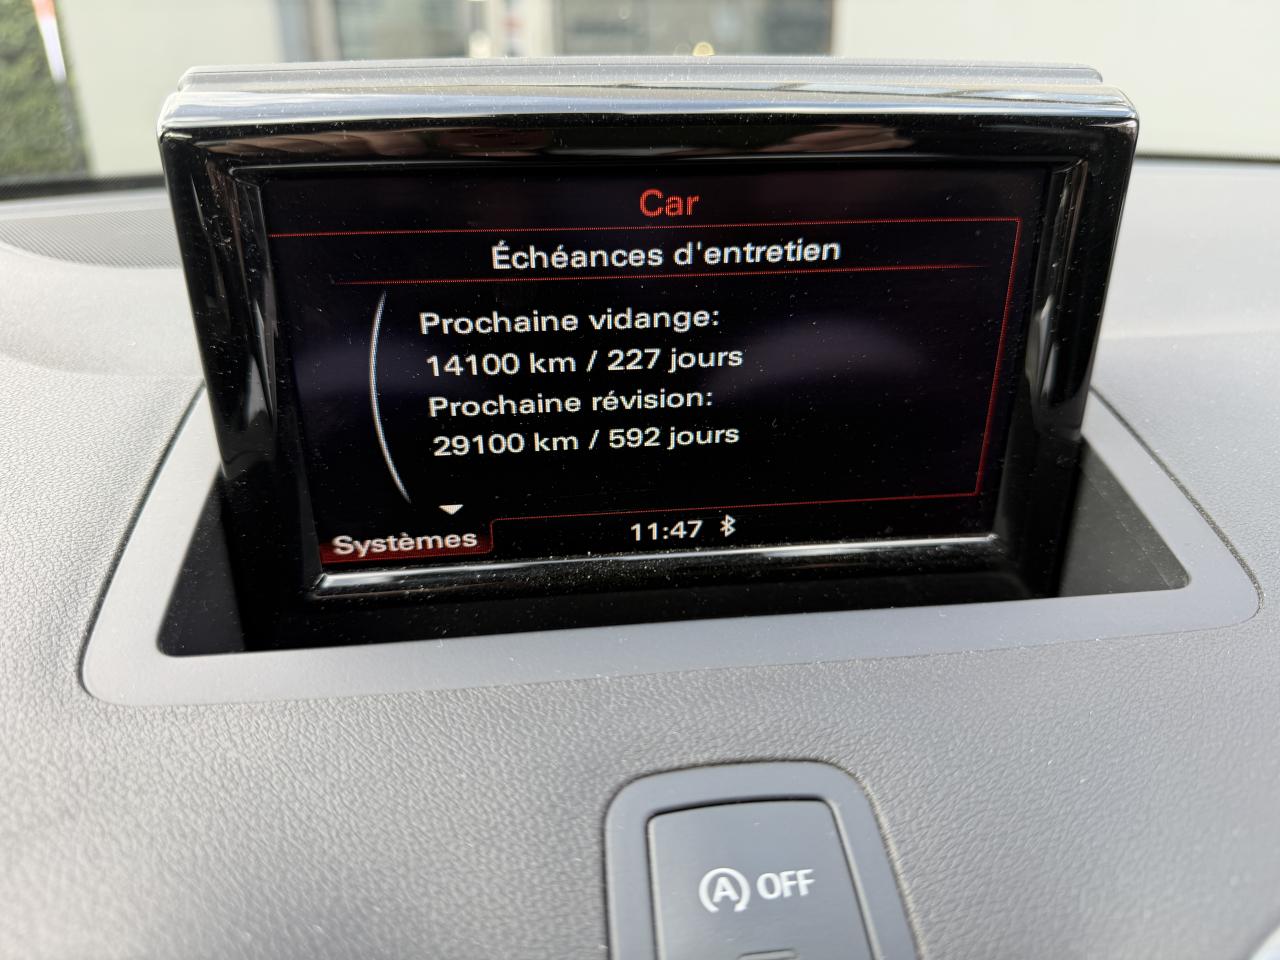 Car
Échéances d'entretien
Prochaine vidange:
14100 km / 227 jours
Prochaine révision:
29100 km / 592 jours
Systèmes
11:47
A OFF